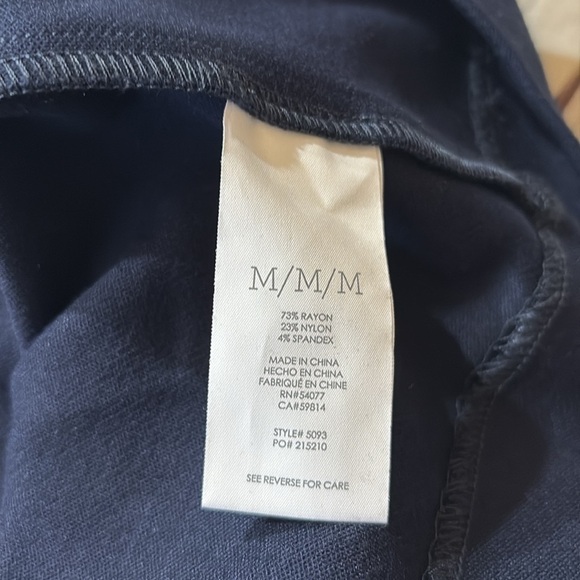 M/M/M
73% RAYON
23% NYLON
4% SPANDEX
MADE IN CHINA
HECHO EN CHINA
FABRIQUÉ EN CHINE
RN#54077
CA#59814
STYLE# 5093
PO# 215210
SEE REVERSE FOR CARE